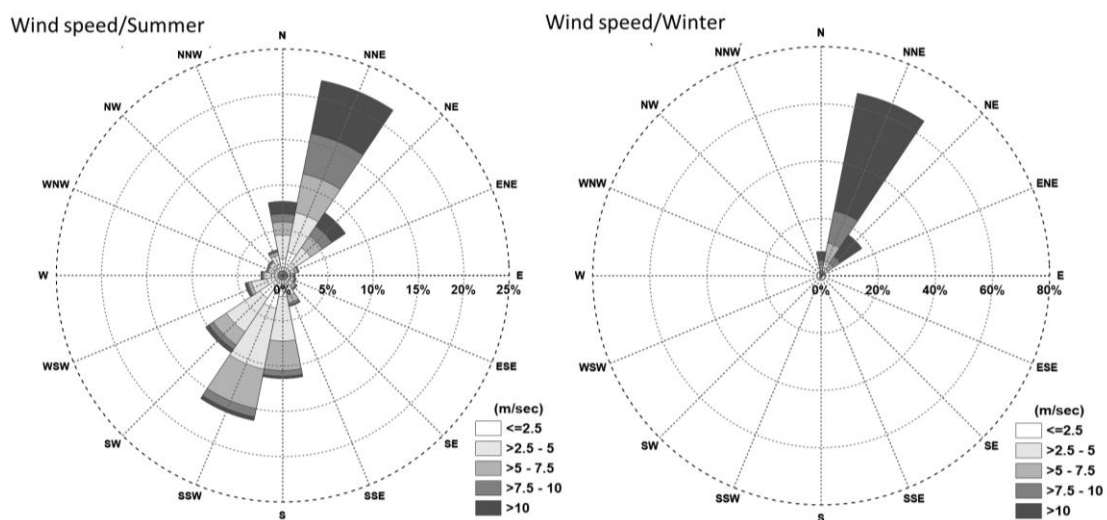 Wind speed/Summer
N
NNW
NNE
NW
NE
WNW
ENE
W
E
0%
5%
10%
15%
20%
25%
WSW
ESE
SW
SE
SSW
SSE
S
(m/sec)
<=2.5
>2.5 - 5
>5 - 7.5
>7.5 - 10
>10
Wind speed/Winter
N
NNW
NNE
NW
NE
WNW
ENE
W
E
0%
20%
40%
60%
80%
WSW
ESE
SW
SE
SSW
SSE
S
(m/sec)
<=2.5
>2.5 - 5
>5 - 7.5
>7.5 - 10
>10